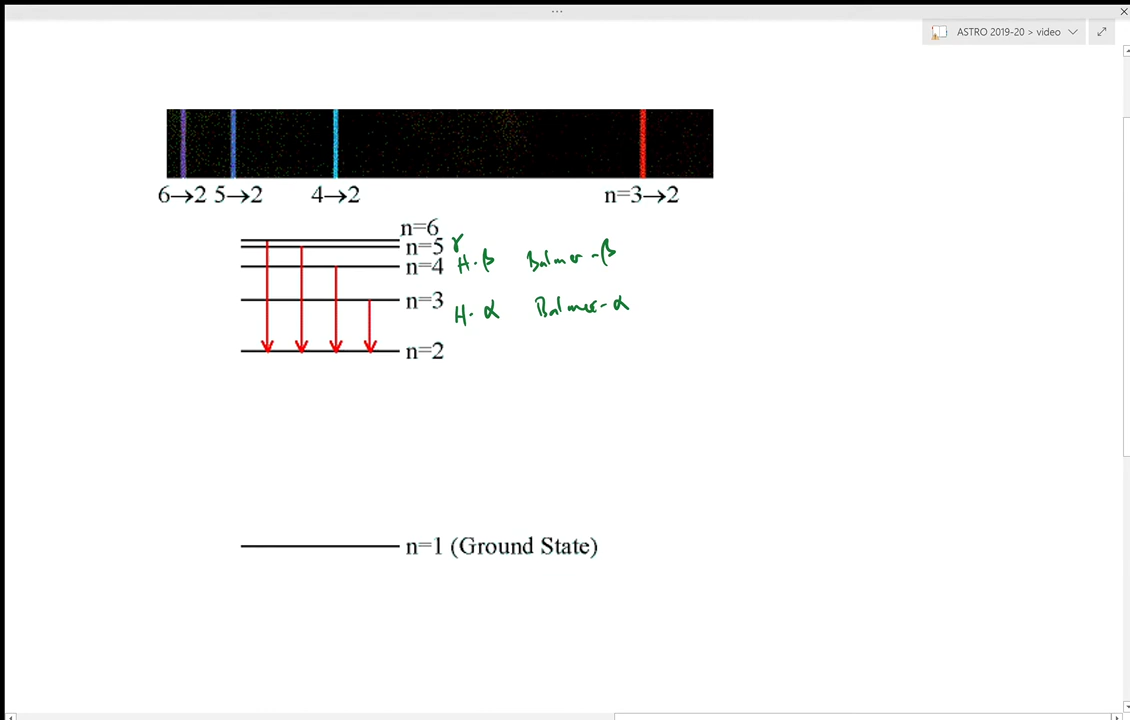 ASTRO 2019-20 > video
6→2 5→2 4→2 n=3→2
n=6
n=5 γ
n=4 H-β Balmer-β
n=3 H-α Balmer-α
n=2
n=1 (Ground State)